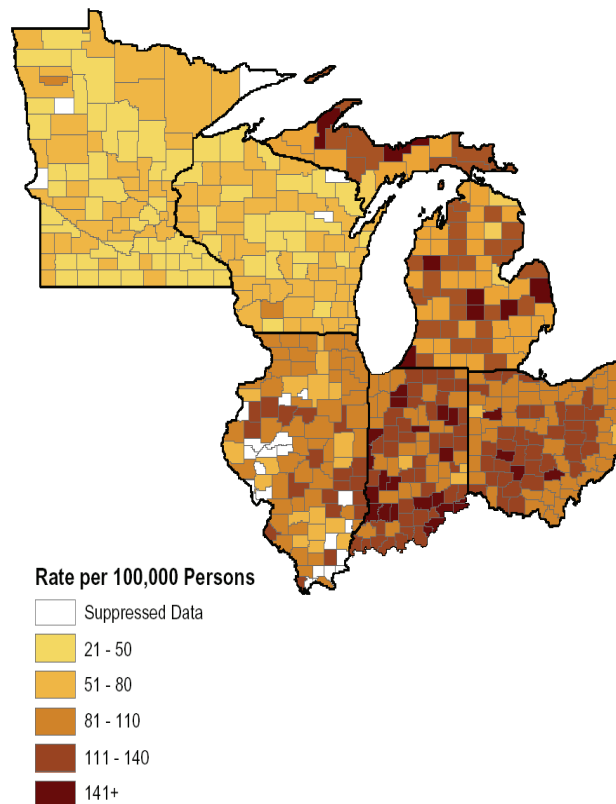 Rate per 100,000 Persons
Suppressed Data
21 - 50
51 - 80
81 - 110
111 - 140
141+